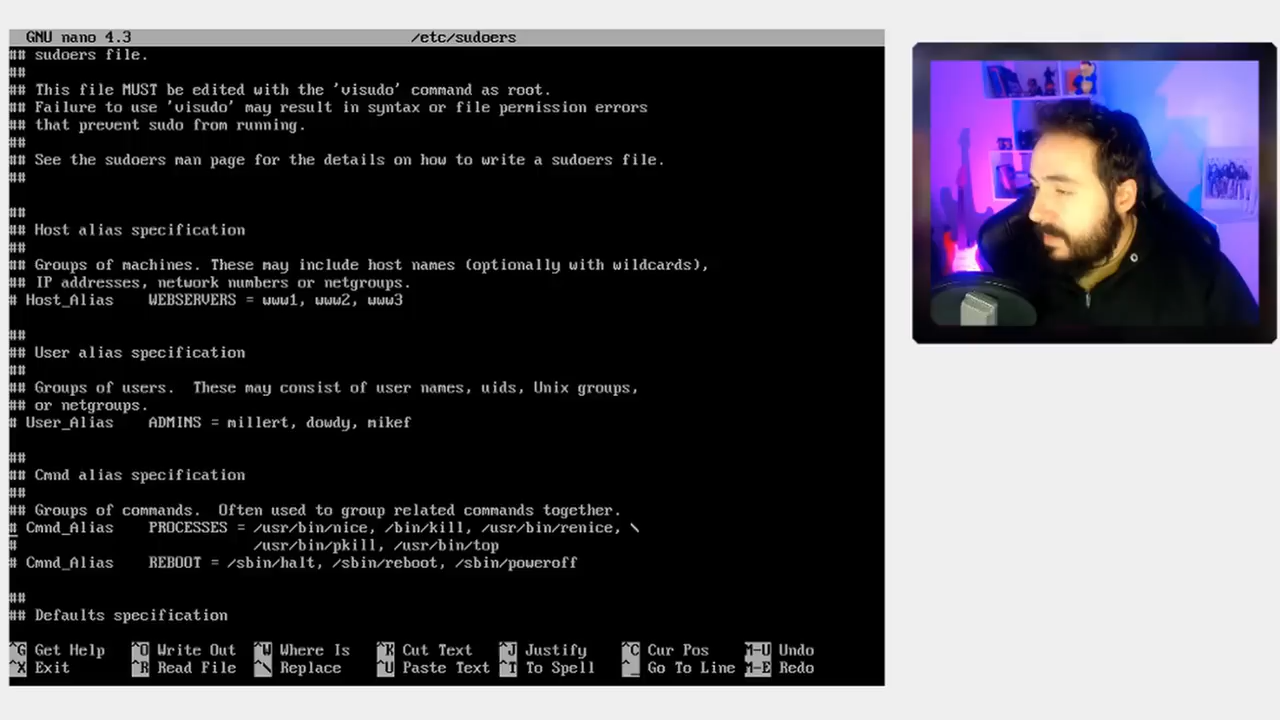 GNU nano 4.3 /etc/sudoers
## sudoers file.
##
## This file MUST be edited with the 'visudo' command as root.
## Failure to use 'visudo' may result in syntax or file permission errors
## that prevent sudo from running.
##
## See the sudoers man page for the details on how to write a sudoers file.
##
##
## Host alias specification
##
## Groups of machines. These may include host names (optionally with wildcards),
## IP addresses, network numbers or netgroups.
# Host_Alias WEBSERVERS = www1, www2, www3
##
## User alias specification
##
## Groups of users. These may consist of user names, uids, Unix groups,
## or netgroups.
# User_Alias ADMINS = millert, dowdy, mikef
##
## Cmnd alias specification
##
## Groups of commands. Often used to group related commands together.
# Cmnd_Alias PROCESSES = /usr/bin/nice, /bin/kill, /usr/bin/renice, \
# /usr/bin/pkill, /usr/bin/top
# Cmnd_Alias REBOOT = /sbin/halt, /sbin/reboot, /sbin/poweroff
##
## Defaults specification
^G Get Help ^O Write Out ^W Where Is ^K Cut Text ^J Justify ^C Cur Pos M-U Undo
^X Exit ^R Read File ^\ Replace ^U Paste Text ^T To Spell ^_ Go To Line M-E Redo